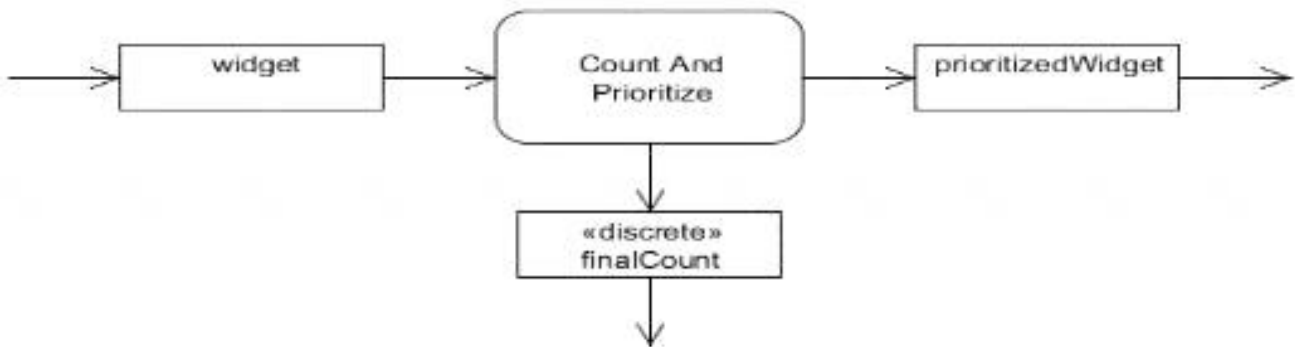 widget
Count And
Prioritize
prioritizedWidget
«discrete»
finalCount